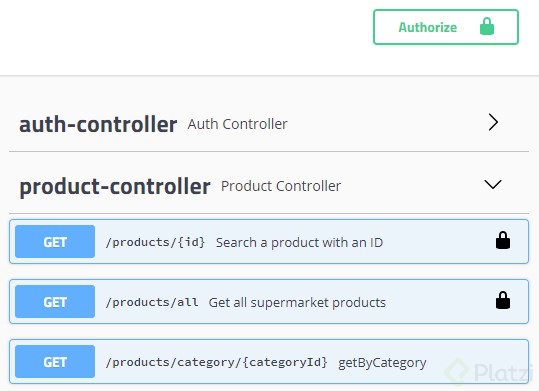 Authorize
auth-controller Auth Controller
product-controller Product Controller
GET /products/{id} Search a product with an ID
GET /products/all Get all supermarket products
GET /products/category/{categoryId} getByCategory
Platzi